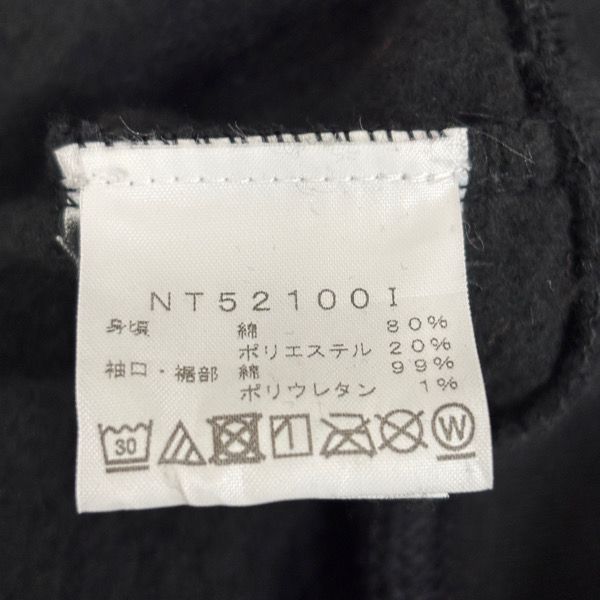 NT52100I
身頃 綿 80%
ポリエステル 20%
袖口・裾部 綿 99%
ポリウレタン 1%
30 W